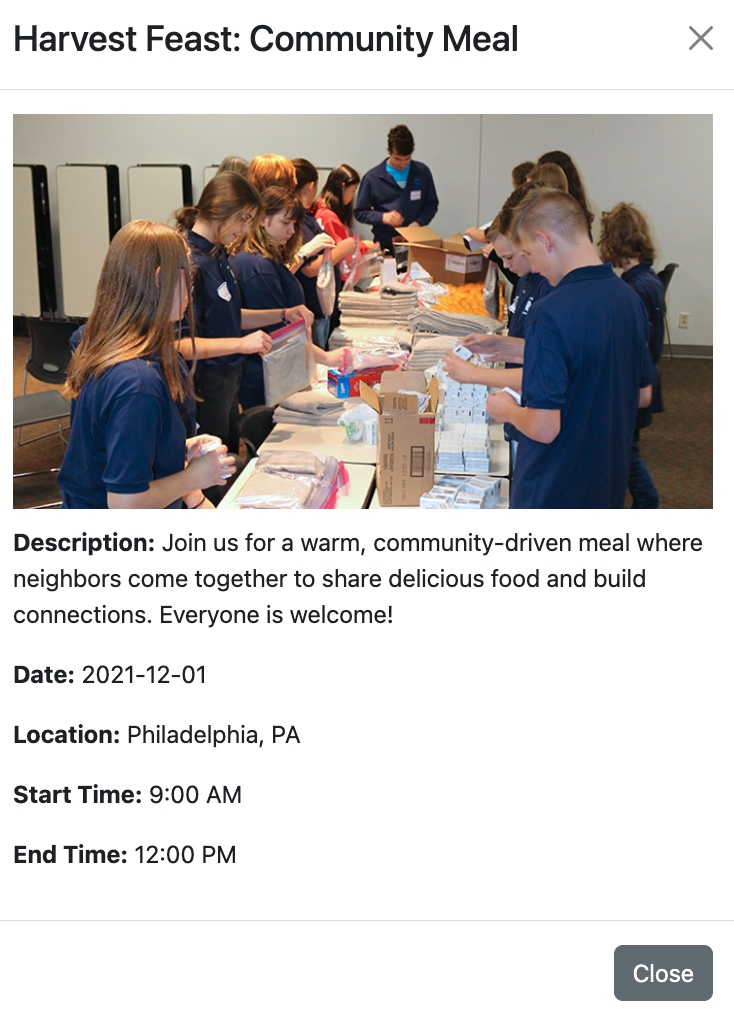 Harvest Feast: Community Meal
Description: Join us for a warm, community-driven meal where
neighbors come together to share delicious food and build
connections. Everyone is welcome!
Date: 2021-12-01
Location: Philadelphia, PA
Start Time: 9:00 AM
End Time: 12:00 PM
Close